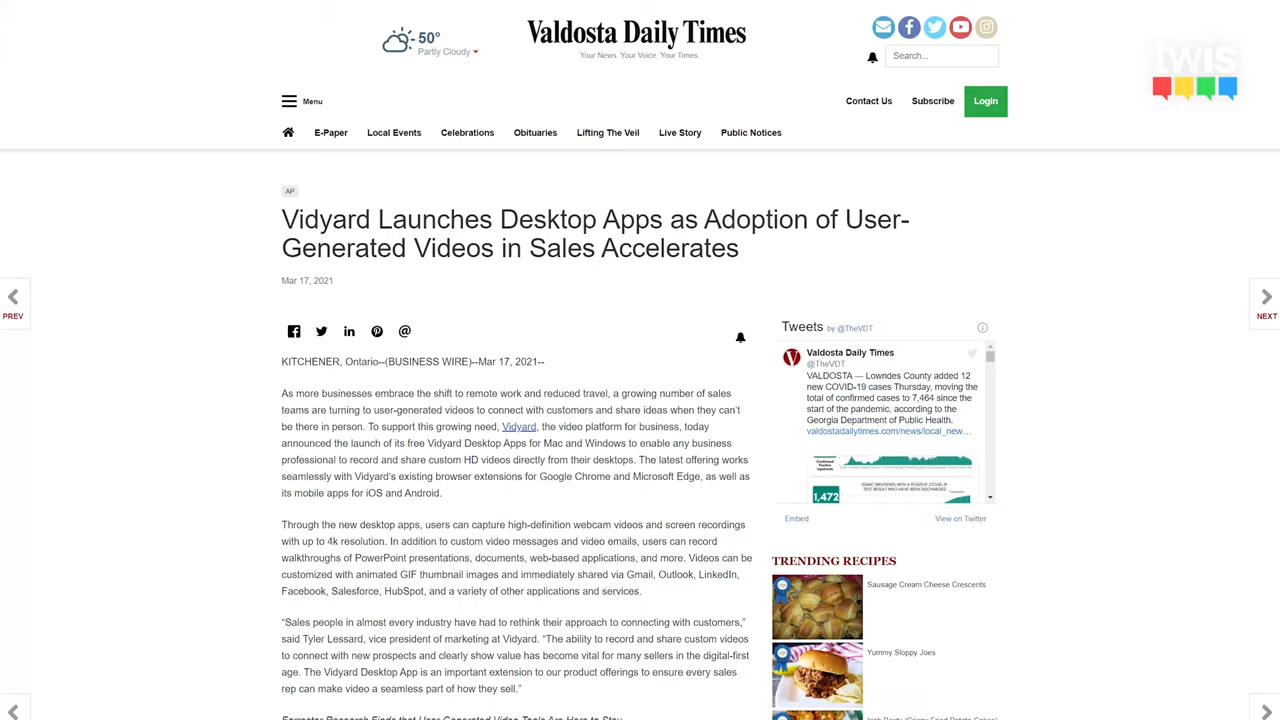 50°
Partly Cloudy
Valdosta Daily Times
Your News. Your Voice. Your Times.
Search...
twis
Menu
Contact Us
Subscribe
Login
E-Paper
Local Events
Celebrations
Obituaries
Lifting The Veil
Live Story
Public Notices
AP
Vidyard Launches Desktop Apps as Adoption of User-
Generated Videos in Sales Accelerates
Mar 17, 2021
PREV
NEXT
KITCHENER, Ontario--(BUSINESS WIRE)--Mar 17, 2021--
As more businesses embrace the shift to remote work and reduced travel, a growing number of sales
teams are turning to user-generated videos to connect with customers and share ideas when they can't
be there in person. To support this growing need, Vidyard, the video platform for business, today
announced the launch of its free Vidyard Desktop Apps for Mac and Windows to enable any business
professional to record and share custom HD videos directly from their desktops. The latest offering works
seamlessly with Vidyard's existing browser extensions for Google Chrome and Microsoft Edge, as well as
its mobile apps for iOS and Android.
Through the new desktop apps, users can capture high-definition webcam videos and screen recordings
with up to 4k resolution. In addition to custom video messages and video emails, users can record
walkthroughs of PowerPoint presentations, documents, web-based applications, and more. Videos can be
customized with animated GIF thumbnail images and immediately shared via Gmail, Outlook, LinkedIn,
Facebook, Salesforce, HubSpot, and a variety of other applications and services.
“Sales people in almost every industry have had to rethink their approach to connecting with customers,”
said Tyler Lessard, vice president of marketing at Vidyard. “The ability to record and share custom videos
to connect with new prospects and clearly show value has become vital for many sellers in the digital-first
age. The Vidyard Desktop App is an important extension to our product offerings to ensure every sales
rep can make video a seamless part of how they sell.”
Forrester Research Finds that User-Generated Video Tools Are Here to Stay
Tweets by @TheVDT
Valdosta Daily Times
@TheVDT
VALDOSTA — Lowndes County added 12
new COVID-19 cases Thursday, moving the
total of confirmed cases to 7,464 since the
start of the pandemic, according to the
Georgia Department of Public Health.
valdostadailytimes.com/news/local_new…
1,472
Embed
View on Twitter
TRENDING RECIPES
Sausage Cream Cheese Crescents
Yummy Sloppy Joes